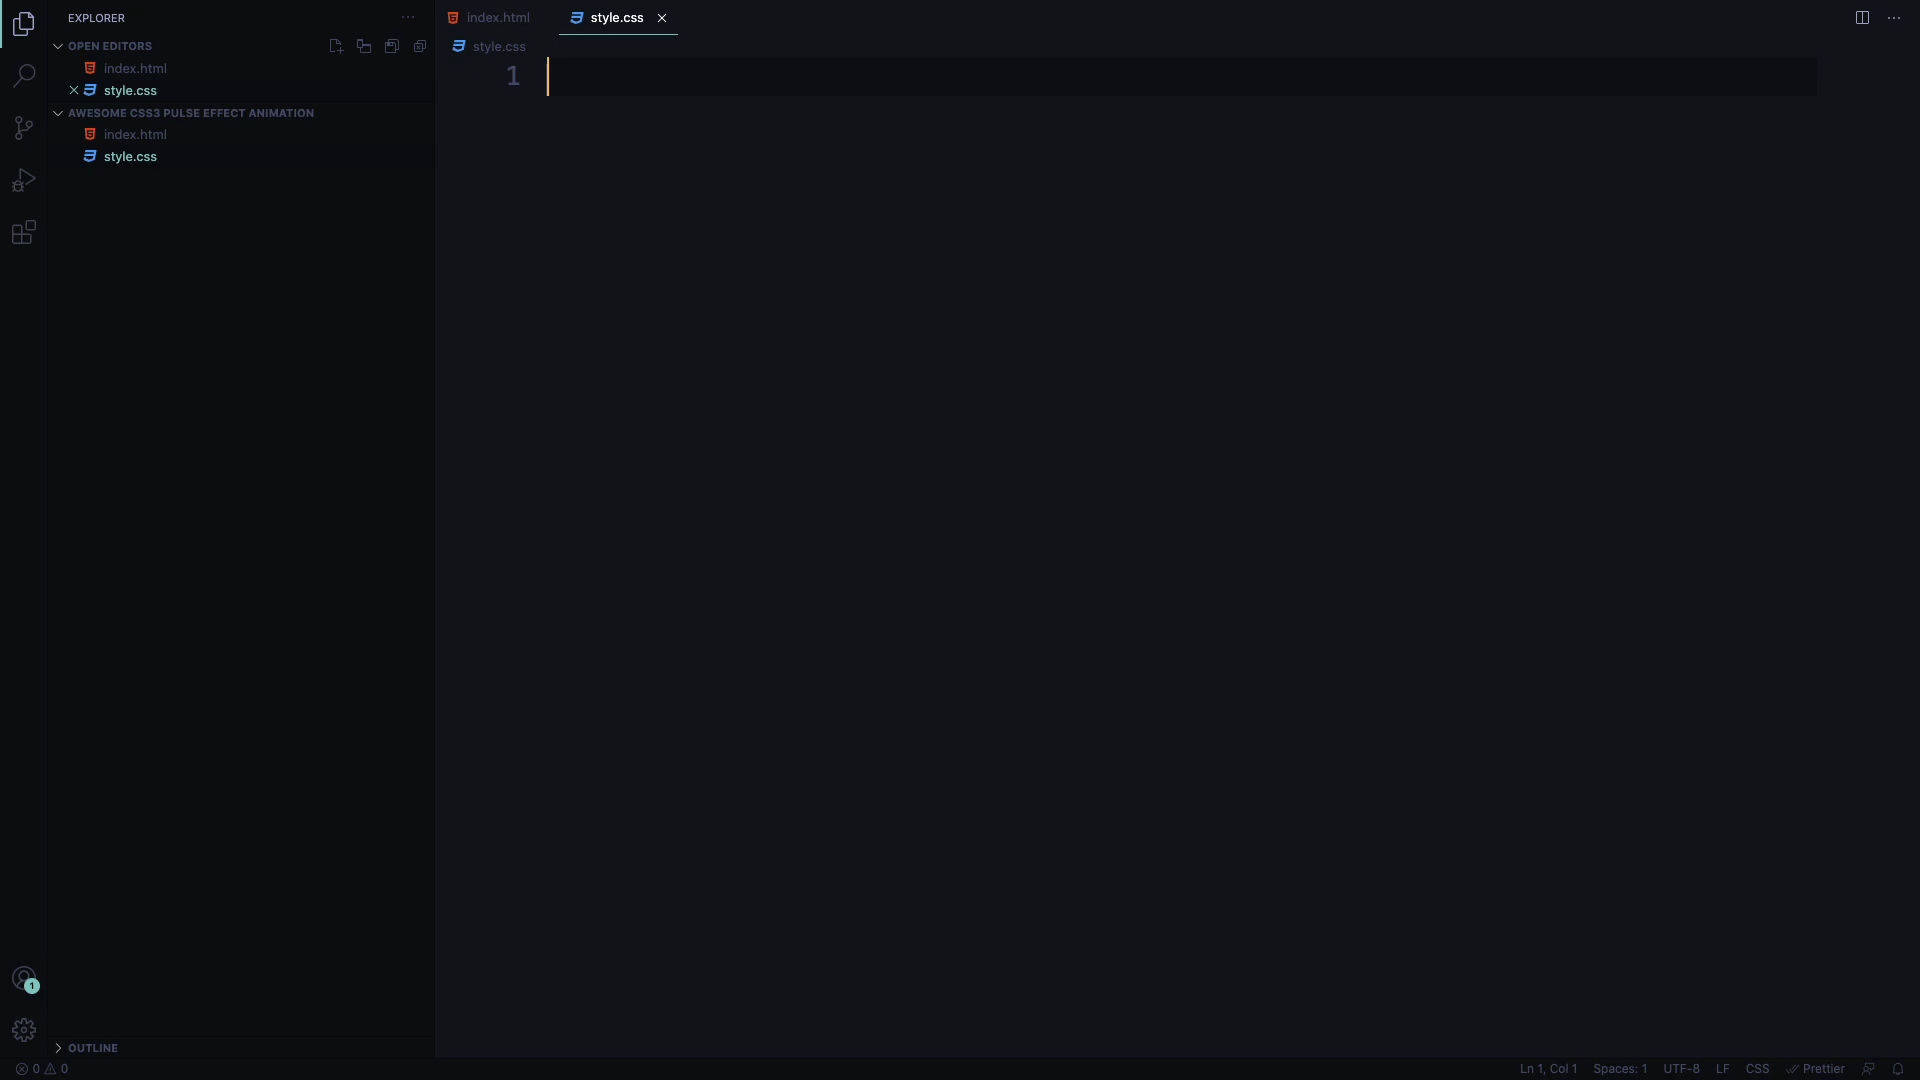 EXPLORER
OPEN EDITORS
index.html
style.css
AWESOME CSS3 PULSE EFFECT ANIMATION
index.html
style.css
OUTLINE
index.html
style.css
style.css
1
1
0 0
Ln 1, Col 1
Spaces: 1
UTF-8
LF
CSS
Prettier